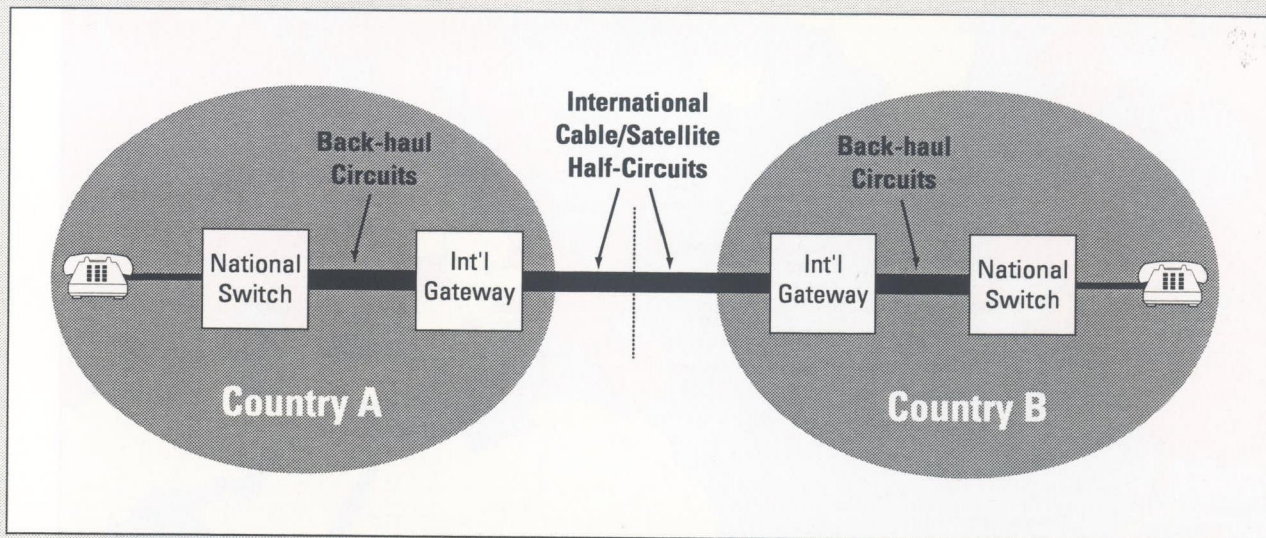 International
Cable/Satellite
Half-Circuits
Back-haul
Circuits
Back-haul
Circuits
National
Switch
Int'l
Gateway
Int'l
Gateway
National
Switch
Country A
Country B